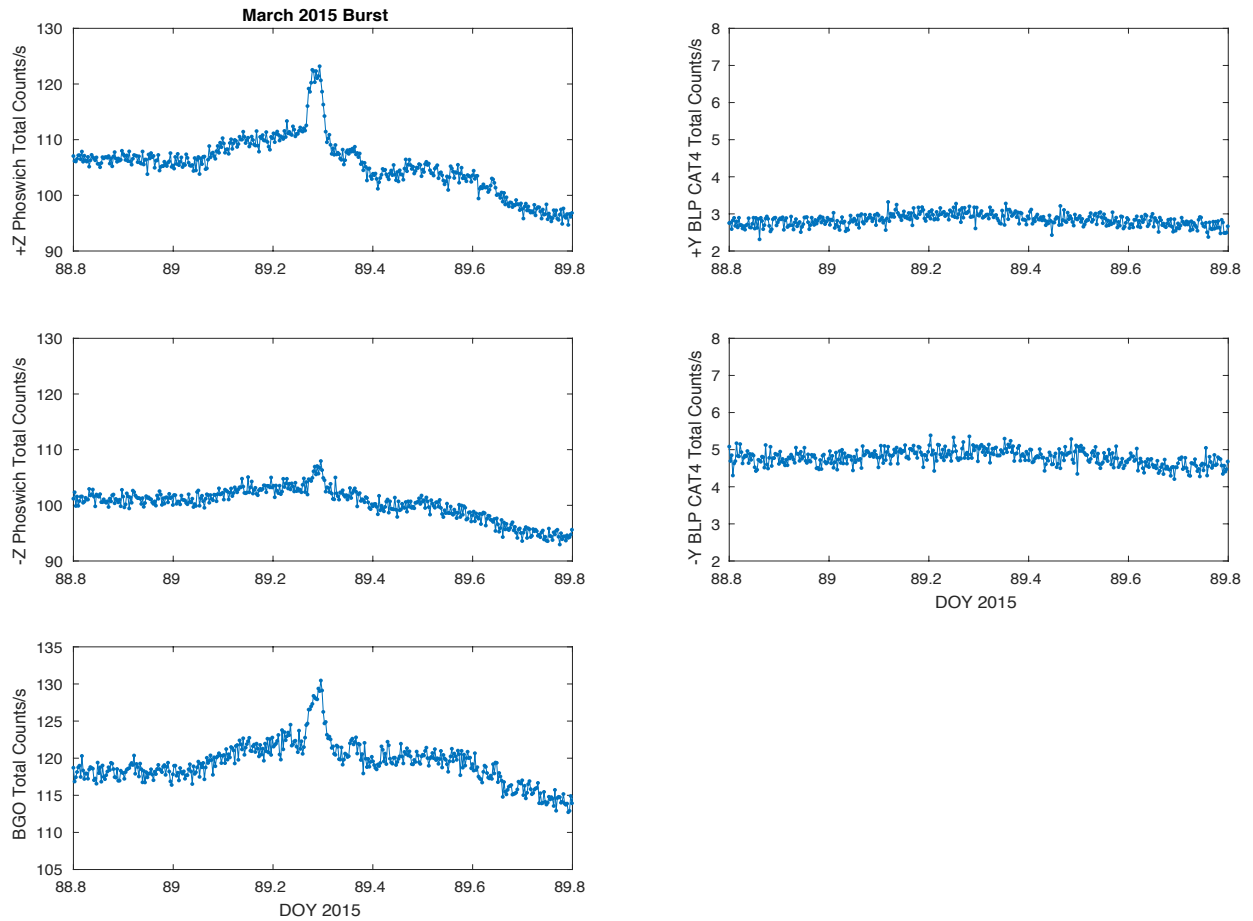 March 2015 Burst
+Z Phoswich Total Counts/s
130
120
110
100
90
88.8 89 89.2 89.4 89.6 89.8
+Y BLP CAT4 Total Counts/s
8
7
6
5
4
3
2
88.8 89 89.2 89.4 89.6 89.8
-Z Phoswich Total Counts/s
130
120
110
100
90
88.8 89 89.2 89.4 89.6 89.8
-Y BLP CAT4 Total Counts/s
8
7
6
5
4
3
2
88.8 89 89.2 89.4 89.6 89.8
DOY 2015
BGO Total Counts/s
135
130
125
120
115
110
105
88.8 89 89.2 89.4 89.6 89.8
DOY 2015